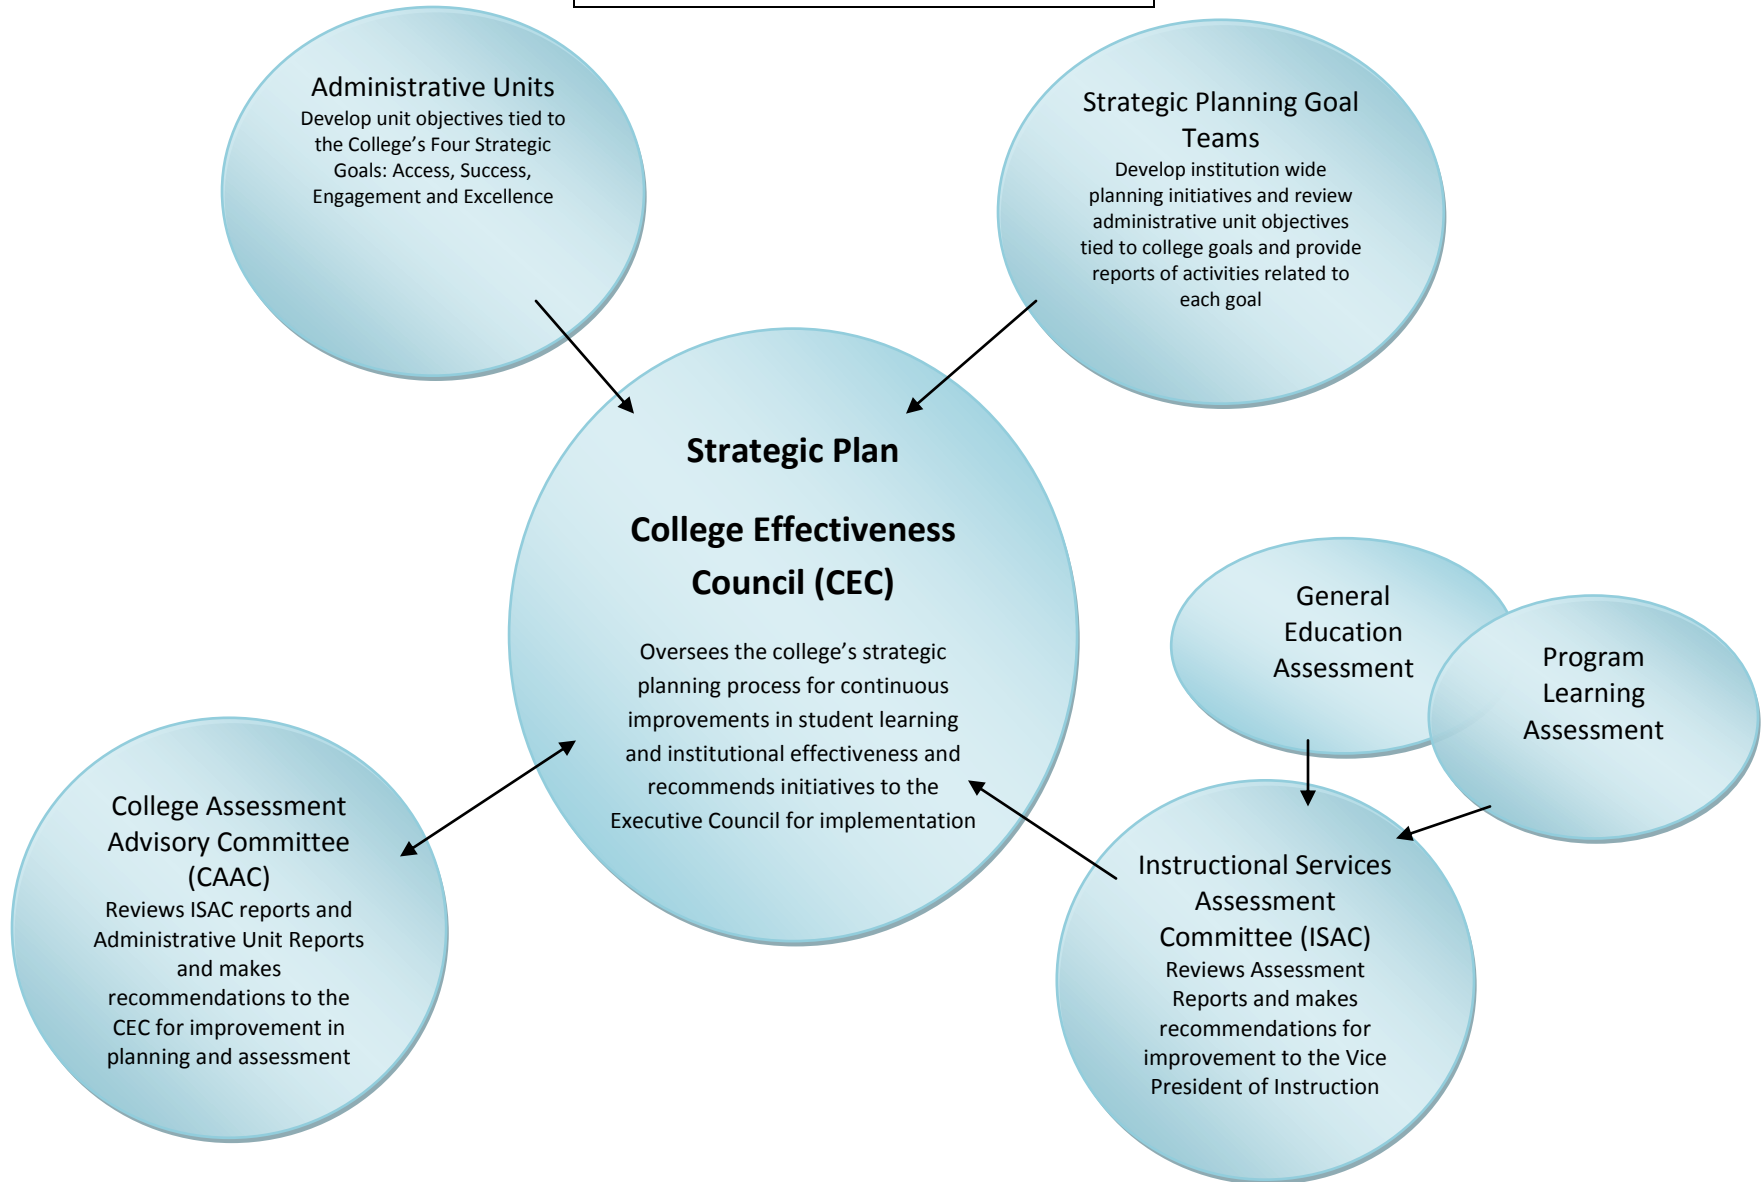 Administrative Units
Develop unit objectives tied to
the College’s Four Strategic
Goals: Access, Success,
Engagement and Excellence
Strategic Planning Goal
Teams
Develop institution wide
planning initiatives and review
administrative unit objectives
tied to college goals and provide
reports of activities related to
each goal
Strategic Plan
College Effectiveness
Council (CEC)
Oversees the college’s strategic
planning process for continuous
improvements in student learning
and institutional effectiveness and
recommends initiatives to the
Executive Council for implementation
General
Education
Assessment
Program
Learning
Assessment
College Assessment
Advisory Committee
(CAAC)
Reviews ISAC reports and
Administrative Unit Reports
and makes
recommendations to the
CEC for improvement in
planning and assessment
Instructional Services
Assessment
Committee (ISAC)
Reviews Assessment
Reports and makes
recommendations for
improvement to the Vice
President of Instruction